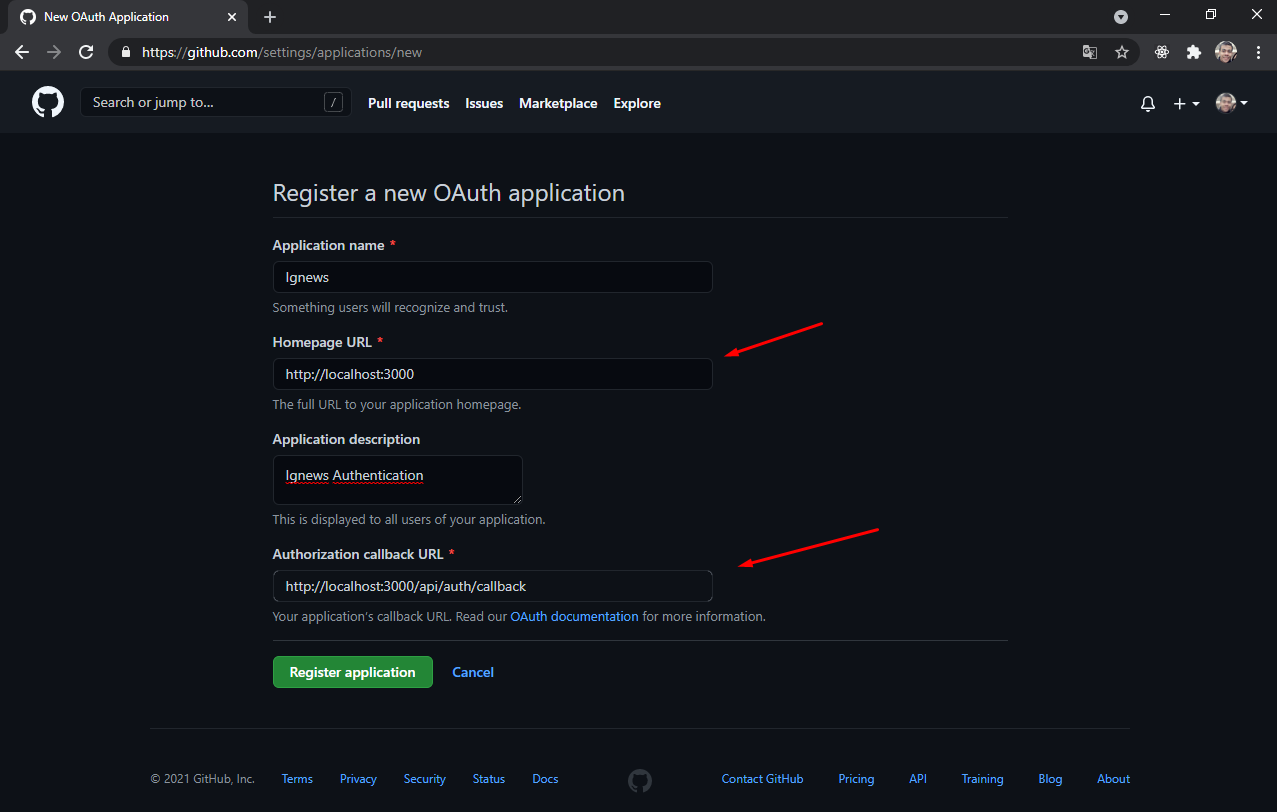 New OAuth Application
https://github.com/settings/applications/new
Search or jump to... /
Pull requests Issues Marketplace Explore
Register a new OAuth application
Application name *
Ignews
Something users will recognize and trust.
Homepage URL *
http://localhost:3000
The full URL to your application homepage.
Application description
Ignews Authentication
This is displayed to all users of your application.
Authorization callback URL *
http://localhost:3000/api/auth/callback
Your application's callback URL. Read our OAuth documentation for more information.
Register application Cancel
© 2021 GitHub, Inc. Terms Privacy Security Status Docs Contact GitHub Pricing API Training Blog About